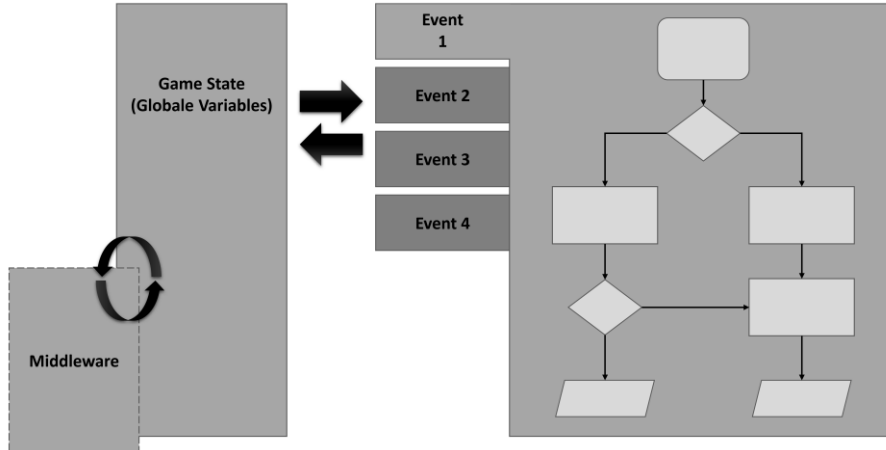 Game State
(Globale Variables)
Middleware
Event
1
Event 2
Event 3
Event 4